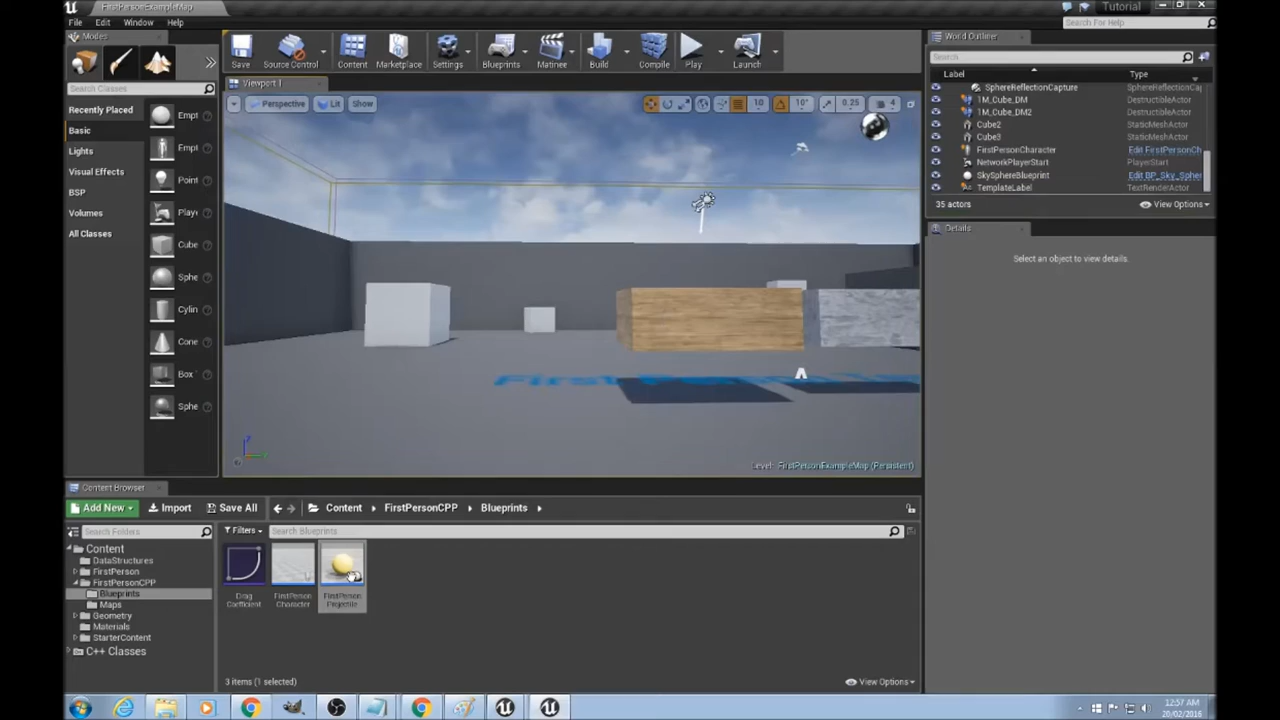 FirstPersonExampleMap
Tutorial
File Edit Window Help
Search For Help
Modes
Save
Source Control
Content
Marketplace
Settings
Blueprints
Matinee
Build
Compile
Play
Launch
World Outliner
Search
Label
Type
Search Classes
Viewport 1
Perspective
Lit
Show
10
10°
0.25
4
Recently Placed
Basic
Lights
Visual Effects
BSP
Volumes
All Classes
Empt
Empt
Point
Playe
Cube
Sphe
Cylin
Cone
Box
Sphe
SphereReflectionCapture
SphereReflectionCap
1M_Cube_DM
DestructibleActor
1M_Cube_DM2
DestructibleActor
Cube2
StaticMeshActor
Cube3
StaticMeshActor
FirstPersonCharacter
Edit FirstPersonCh
NetworkPlayerStart
PlayerStart
SkySphereBlueprint
Edit BP_Sky_Spher
TemplateLabel
TextRenderActor
35 actors
View Options
Details
Select an object to view details.
Level: FirstPersonExampleMap (Persistent)
Content Browser
Add New
Import
Save All
Content
FirstPersonCPP
Blueprints
Search Folders
Filters
Search Blueprints
Content
DataStructures
FirstPerson
FirstPersonCPP
Blueprints
Maps
Geometry
Materials
StarterContent
C++ Classes
Drag
Coefficient
FirstPerson
Character
FirstPerson
Projectile
3 items (1 selected)
View Options
12:57 AM
20/02/2016